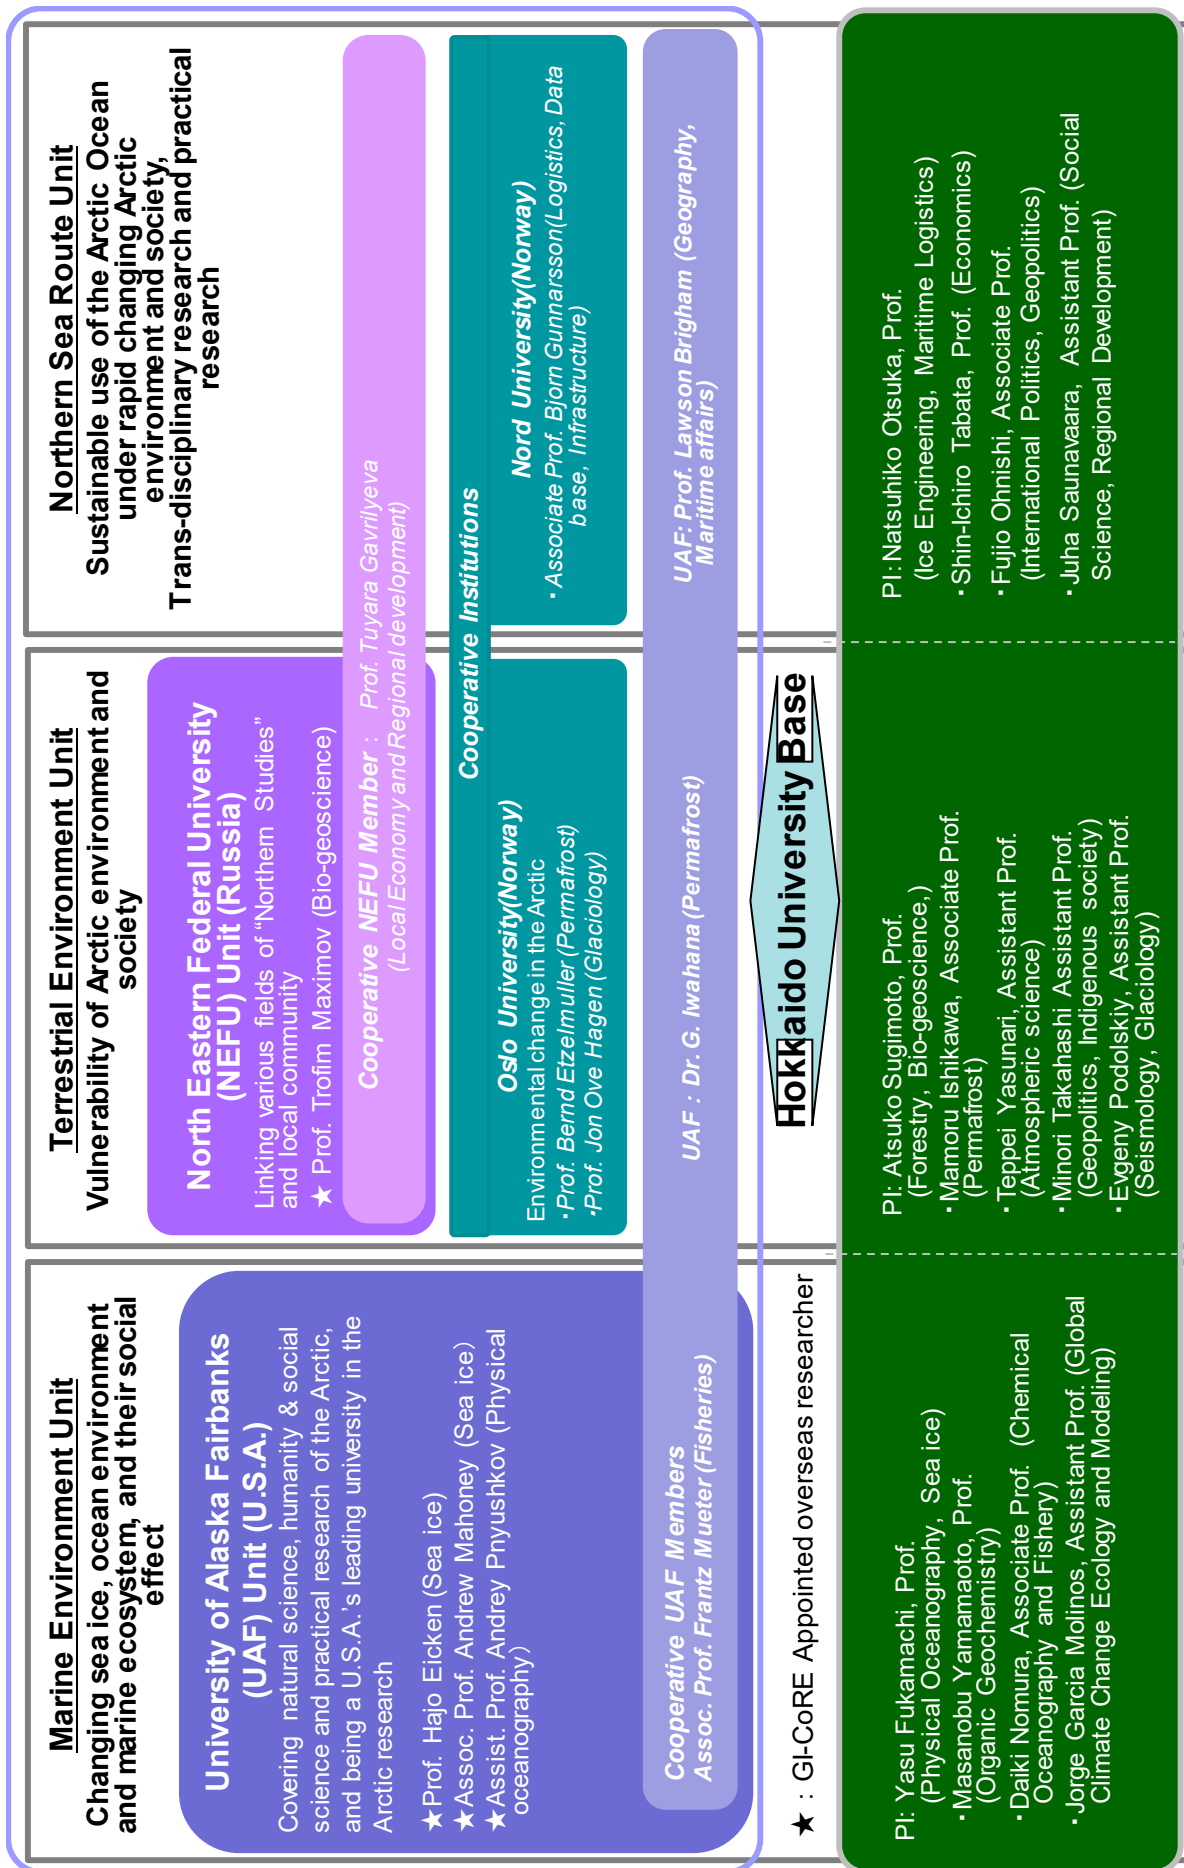 Marine Environment Unit
Changing sea ice, ocean environment
and marine ecosystem, and their social
effect
University of Alaska Fairbanks
(UAF) Unit (U.S.A.)
Covering natural science, humanity & social
science and practical research of the Arctic,
and being a U.S.A.'s leading university in the
Arctic research
★Prof. Hajo Eicken (Sea ice)
★Assoc. Prof. Andrew Mahoney (Sea ice)
★Assist. Prof. Andrey Pnyushkov (Physical
oceanography)
Cooperative UAF Members
Assoc. Prof. Frantz Mueter (Fisheries)
★ : GI-CoRE Appointed overseas researcher
PI: Yasu Fukamachi, Prof.
(Physical Oceanography, Sea ice)
・Masanobu Yamamaoto, Prof.
(Organic Geochemistry)
・Daiki Nomura, Associate Prof. (Chemical
Oceanography and Fishery)
・Jorge Garcia Molinos, Assistant Prof. (Global
Climate Change Ecology and Modeling)
Terrestrial Environment Unit
Vulnerability of Arctic environment and
society
North Eastern Federal University
(NEFU) Unit (Russia)
Linking various fields of “Northern Studies”
and local community
★ Prof. Trofim Maximov (Bio-geoscience)
Cooperative NEFU Member : Prof. Tuyara Gavrilyeva
(Local Economy and Regional development)
Cooperative Institutions
Oslo University(Norway)
Environmental change in the Arctic
・Prof. Bernd Etzelmuller (Permafrost)
・Prof. Jon Ove Hagen (Glaciology)
UAF : Dr. G. Iwahana (Permafrost)
Hokkaido University Base
PI: Atsuko Sugimoto, Prof.
(Forestry, Bio-geoscience,)
・Mamoru Ishikawa, Associate Prof.
(Permafrost)
・Teppei Yasunari, Assistant Prof.
(Atmospheric science)
・Minori Takahashi Assistant Prof.
(Geopolitics, Indigenous society)
・Evgeny Podolskiy, Assistant Prof.
(Seismology, Glaciology)
Northern Sea Route Unit
Sustainable use of the Arctic Ocean
under rapid changing Arctic
environment and society,
Trans-disciplinary research and practical
research
Nord University(Norway)
・Associate Prof. Bjorn Gunnarsson(Logistics, Data
base, Infrastructure)
UAF: Prof. Lawson Brigham (Geography,
Maritime affairs)
PI: Natsuhiko Otsuka, Prof.
(Ice Engineering, Maritime Logistics)
・Shin-Ichiro Tabata, Prof. (Economics)
・Fujio Ohnishi, Associate Prof.
(International Politics, Geopolitics)
・Juha Saunavaara, Assistant Prof. (Social
Science, Regional Development)